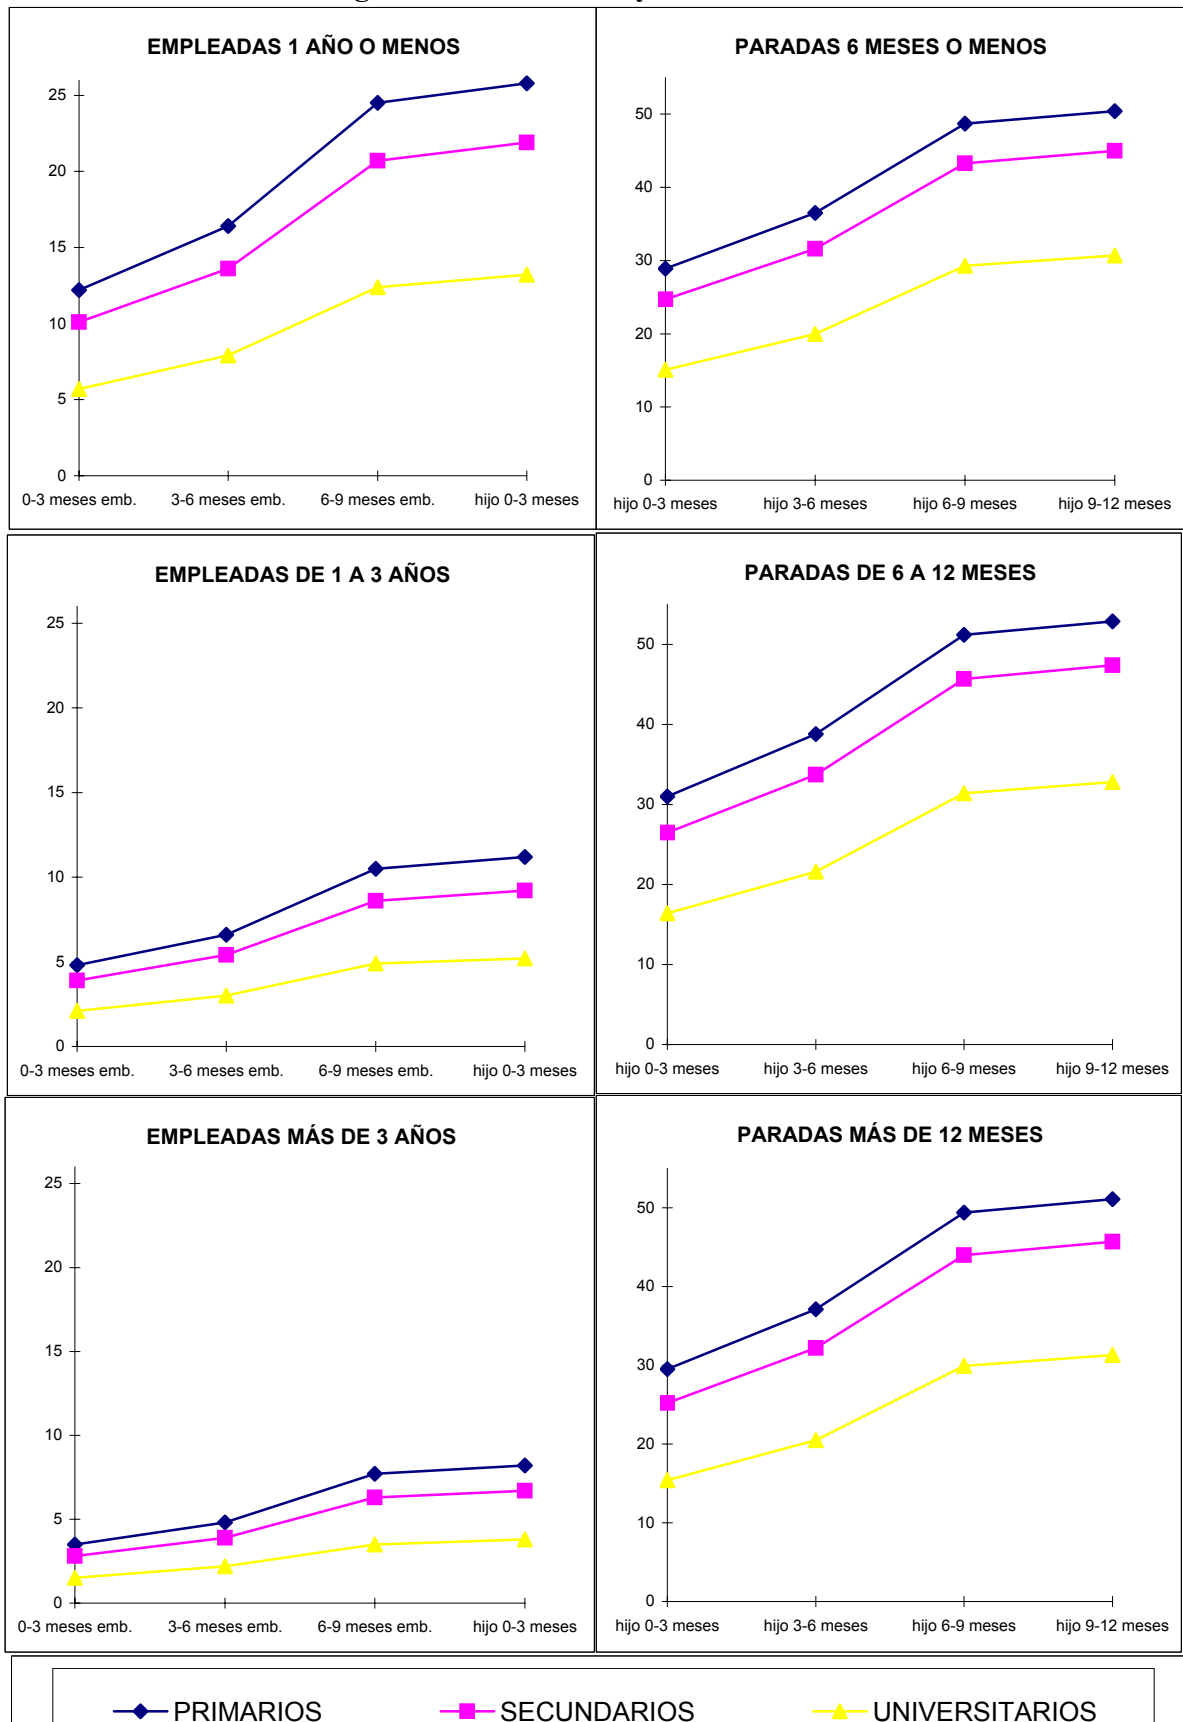 EMPLEADAS 1 AÑO O MENOS
25
20
15
10
5
0
0-3 meses emb. 3-6 meses emb. 6-9 meses emb. hijo 0-3 meses
PARADAS 6 MESES O MENOS
50
40
30
20
10
0
hijo 0-3 meses hijo 3-6 meses hijo 6-9 meses hijo 9-12 meses
EMPLEADAS DE 1 A 3 AÑOS
25
20
15
10
5
0
0-3 meses emb. 3-6 meses emb. 6-9 meses emb. hijo 0-3 meses
PARADAS DE 6 A 12 MESES
50
40
30
20
10
0
hijo 0-3 meses hijo 3-6 meses hijo 6-9 meses hijo 9-12 meses
EMPLEADAS MÁS DE 3 AÑOS
25
20
15
10
5
0
0-3 meses emb. 3-6 meses emb. 6-9 meses emb. hijo 0-3 meses
PARADAS MÁS DE 12 MESES
50
40
30
20
10
0
hijo 0-3 meses hijo 3-6 meses hijo 6-9 meses hijo 9-12 meses
PRIMARIOS SECUNDARIOS UNIVERSITARIOS